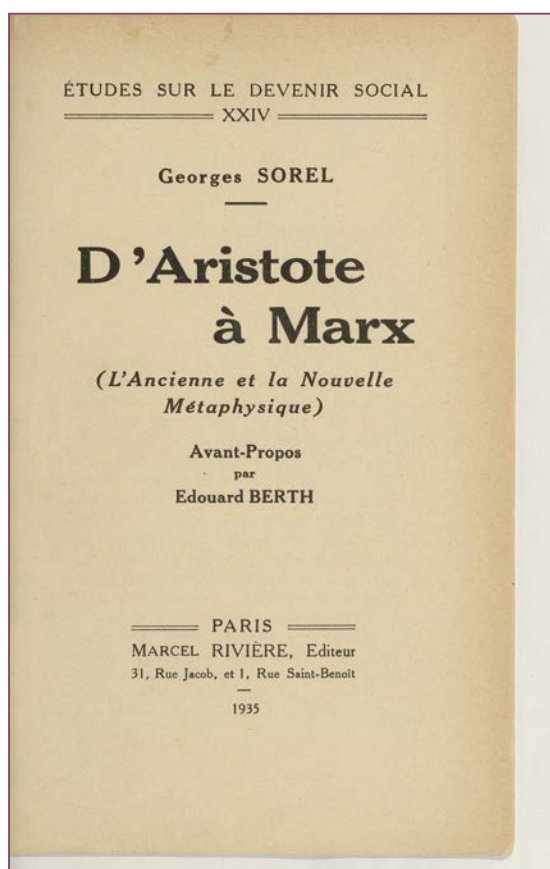 ÉTUDES SUR LE DEVENIR SOCIAL
XXIV
Georges SOREL
D'Aristote
à Marx
(L'Ancienne et la Nouvelle
Métaphysique)
Avant-Propos
par
Edouard BERTH
PARIS
MARCEL RIVIÈRE, Editeur
31, Rue Jacob, et 1, Rue Saint-Benoît
1935